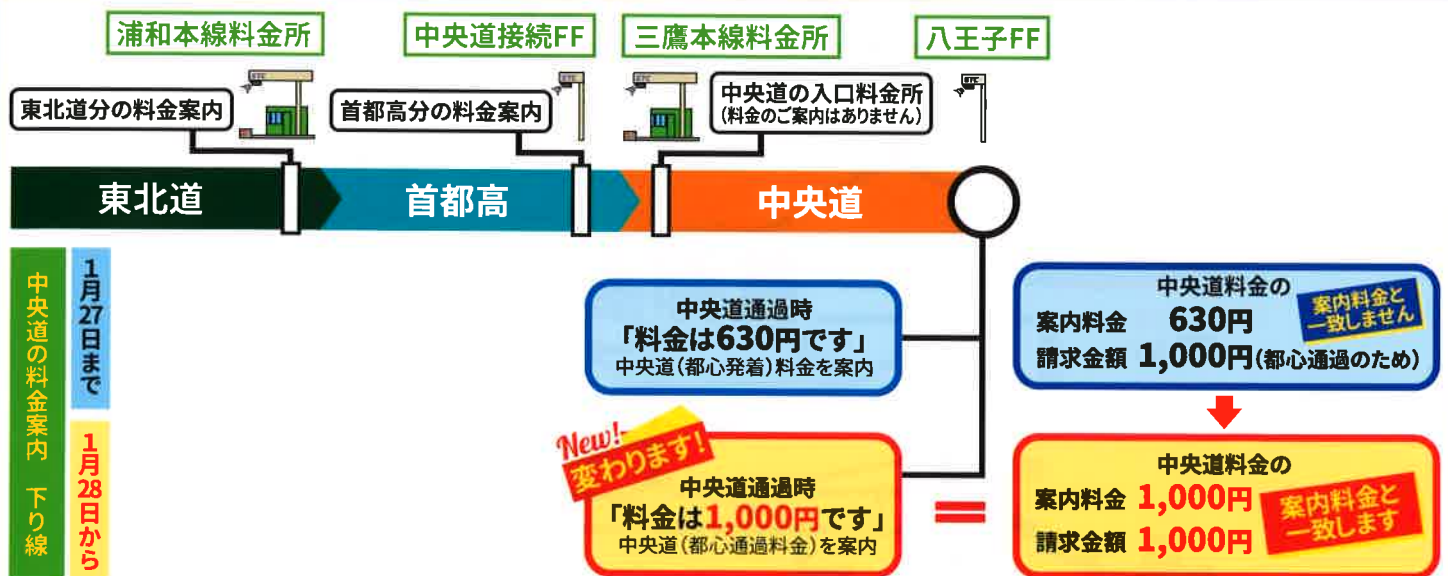 浦和本線料金所
中央道接続FF
三鷹本線料金所
八王子FF
ETC
ETC
ETC
ETC
東北道分の料金案内
首都高分の料金案内
中央道の入口料金所
(料金のご案内はありません)
東北道
首都高
中央道
中央道の料金案内 下り線
1月27日まで
中央道通過時
「料金は630円です」
中央道(都心発着)料金を案内
中央道料金の
案内料金 630円
請求金額 1,000円(都心通過のため)
案内料金と
一致しません
1月28日から
New!
変わります!
中央道通過時
「料金は1,000円です」
中央道(都心通過料金)を案内
=
中央道料金の
案内料金 1,000円
請求金額 1,000円
案内料金と
一致します